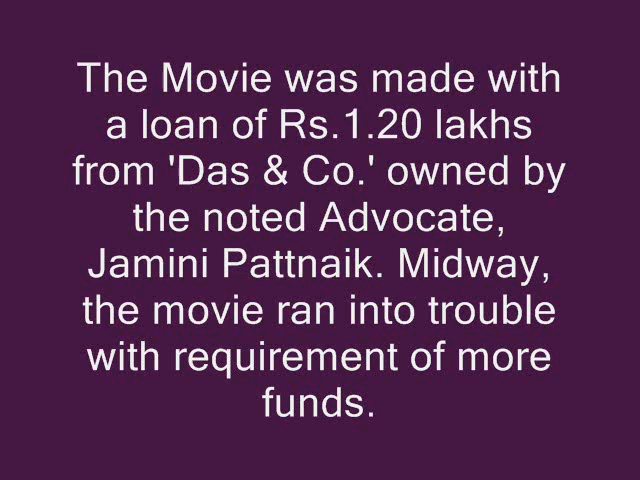 The Movie was made with
a loan of Rs.1.20 lakhs
from 'Das & Co.' owned by
the noted Advocate,
Jamini Pattnaik. Midway,
the movie ran into trouble
with requirement of more
funds.